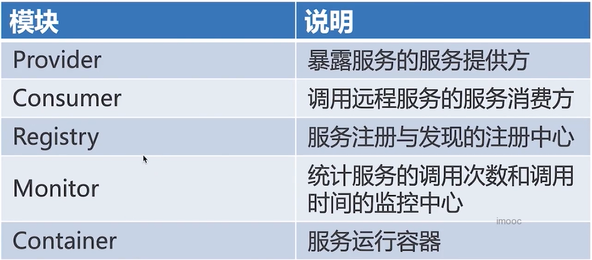 模块 说明
Provider 暴露服务的服务提供方
Consumer 调用远程服务的服务消费方
Registry 服务注册与发现的注册中心
Monitor 统计服务的调用次数和调用
时间的监控中心
imooc
Container 服务运行容器